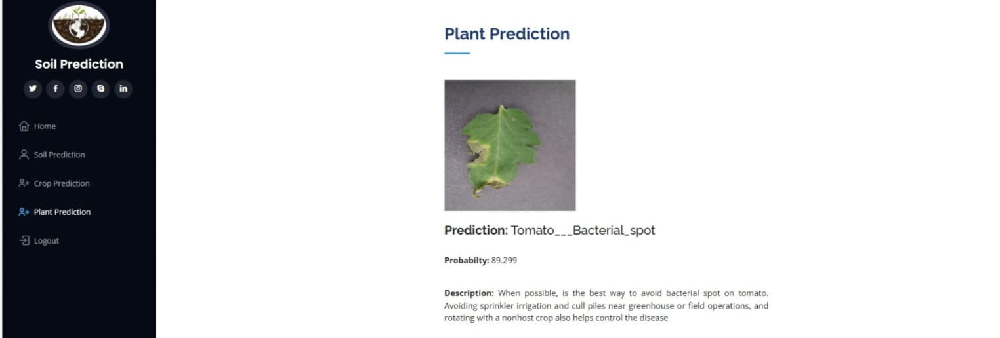 Soil Prediction
Home
Soil Prediction
Crop Prediction
Plant Prediction
Logout
Plant Prediction
Prediction: Tomato___Bacterial_spot
Probabilty: 89.299
Description: When possible, is the best way to avoid bacterial spot on tomato.
Avoiding sprinkler irrigation and cull piles near greenhouse or field operations, and
rotating with a nonhost crop also helps control the disease